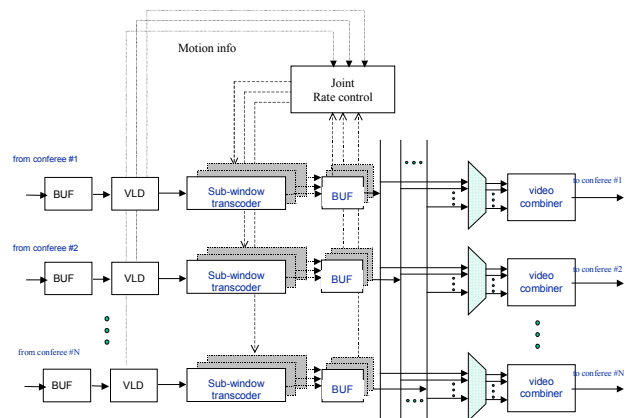 Motion info
Joint
Rate control
from conferee #1
BUF
VLD
Sub-window
transcoder
BUF
video
combiner
to conferee #1
from conferee #2
BUF
VLD
Sub-window
transcoder
BUF
video
combiner
to conferee #2
from conferee #N
BUF
VLD
Sub-window
transcoder
BUF
video
combiner
to conferee #N